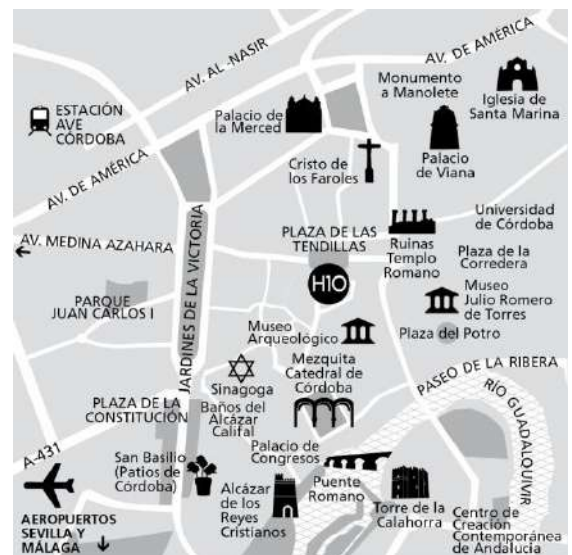 AV. AL -NASIR
AV. DE AMÉRICA
Monumento
a Manolete
Iglesia de
Santa Marina
ESTACIÓN
AVE
CÓRDOBA
Palacio de
la Merced
Palacio
de Viana
Cristo de
los Faroles
AV. DE AMÉRICA
Universidad
de Córdoba
PLAZA DE LAS
TENDILLAS
Ruinas
Templo
Romano
AV. MEDINA AZAHARA
Plaza de la
Corredera
H10
PARQUE
JUAN CARLOS I
JARDINES DE LA VICTORIA
Museo
Julio Romero
de Torres
Museo
Arqueológico
Plaza del Potro
Sinagoga
Mezquita
Catedral de
Córdoba
PASEO DE LA RIBERA
RÍO GUADALQUIVIR
PLAZA DE LA
CONSTITUCIÓN
Baños del
Alcázar
Califal
A-431
San Basilio
(Patios de
Córdoba)
Palacio de
Congresos
Puente
Romano
Alcázar
de los
Reyes
Cristianos
Torre de la
Calahorra
Centro de
Creación
Contemporánea
de Andalucía
AEROPUERTOS
SEVILLA Y
MÁLAGA